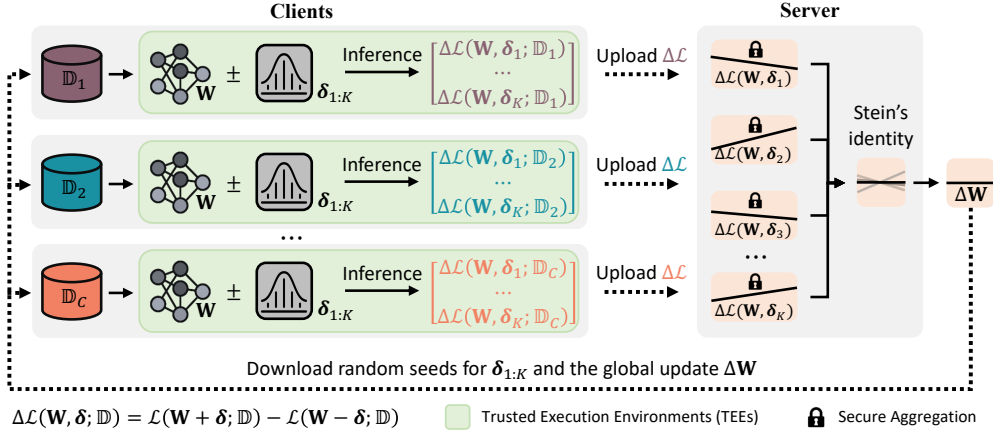 Clients
Server
𝔻₁
W
±
δ₁:K
Inference
Δℒ(W, δ₁; 𝔻₁)
...
Δℒ(W, δK; 𝔻₁)
Upload Δℒ
𝔻₂
W
±
δ₁:K
Inference
Δℒ(W, δ₁; 𝔻₂)
...
Δℒ(W, δK; 𝔻₂)
Upload Δℒ
...
𝔻C
W
±
δ₁:K
Inference
Δℒ(W, δ₁; 𝔻C)
...
Δℒ(W, δK; 𝔻C)
Upload Δℒ
Δℒ(W, δ₁)
Δℒ(W, δ₂)
Δℒ(W, δ₃)
...
Δℒ(W, δK)
Stein's
identity
ΔW
Download random seeds for δ₁:K and the global update ΔW
Δℒ(W, δ; 𝔻) = ℒ(W + δ; 𝔻) − ℒ(W − δ; 𝔻)
Trusted Execution Environments (TEEs)
Secure Aggregation